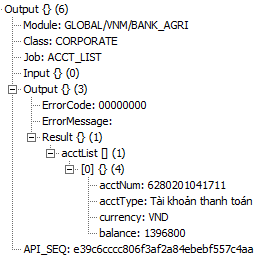 Output {} (6)
Module: GLOBAL/VNM/BANK_AGRI
Class: CORPORATE
Job: ACCT_LIST
Input {} (0)
Output {} (3)
ErrorCode: 00000000
ErrorMessage:
Result {} (1)
acctList [] (1)
[0] {} (4)
acctNum: 6280201041711
acctType: Tài khoản thanh toán
currency: VND
balance: 1396800
API_SEQ: e39c6cccc806f3af2a84ebebf557c4aa